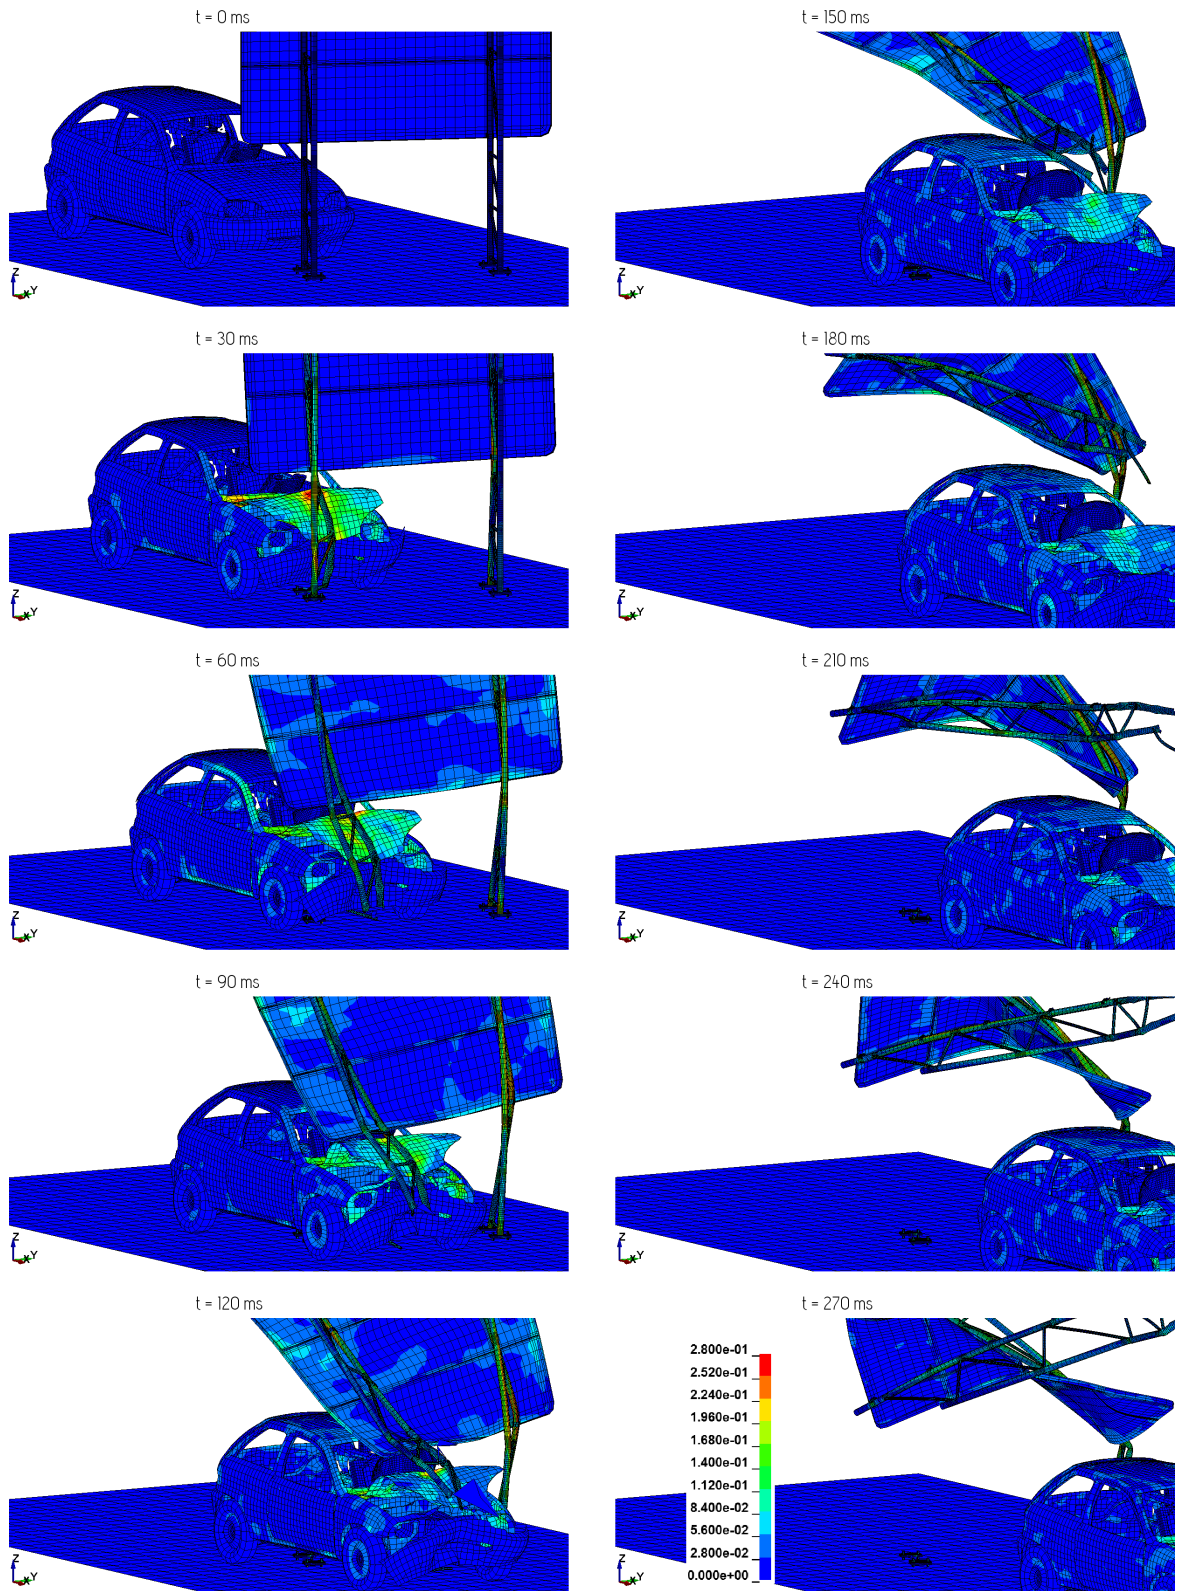 t = 0 ms
Z
X
Y
t = 30 ms
Z
X
Y
t = 60 ms
Z
X
Y
t = 90 ms
Z
X
Y
t = 120 ms
Z
X
Y
t = 150 ms
Z
X
Y
t = 180 ms
Z
X
Y
t = 210 ms
Z
X
Y
t = 240 ms
Z
X
Y
t = 270 ms
2.800e-01
2.520e-01
2.240e-01
1.960e-01
1.680e-01
1.400e-01
1.120e-01
8.400e-02
5.600e-02
2.800e-02
0.000e+00
Z
X
Y